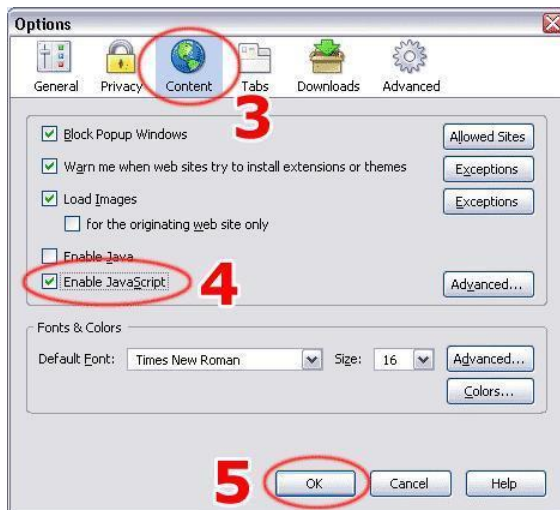 Options
General Privacy Content Tabs Downloads Advanced
3
Block Popup Windows Allowed Sites
Warn me when web sites try to install extensions or themes Exceptions
Load Images Exceptions
for the originating web site only
Enable Java
Enable JavaScript 4 Advanced...
Fonts & Colors
Default Font: Times New Roman Size: 16 Advanced...
Colors...
5 OK Cancel Help